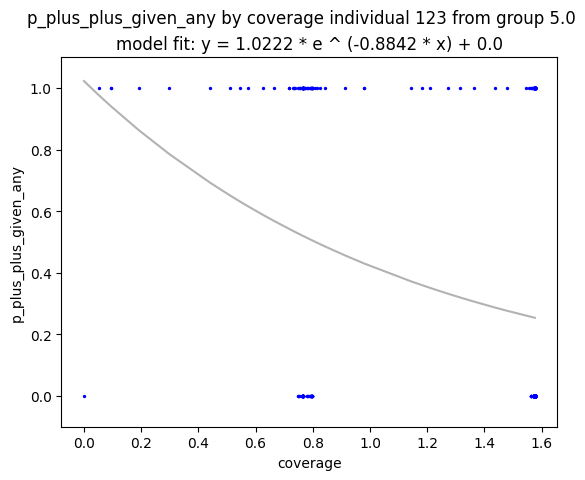 p_plus_plus_given_any by coverage individual 123 from group 5.0
model fit: y = 1.0222 * e ^ (-0.8842 * x) + 0.0
1.0
0.8
0.6
0.4
0.2
0.0
p_plus_plus_given_any
0.0 0.2 0.4 0.6 0.8 1.0 1.2 1.4 1.6
coverage